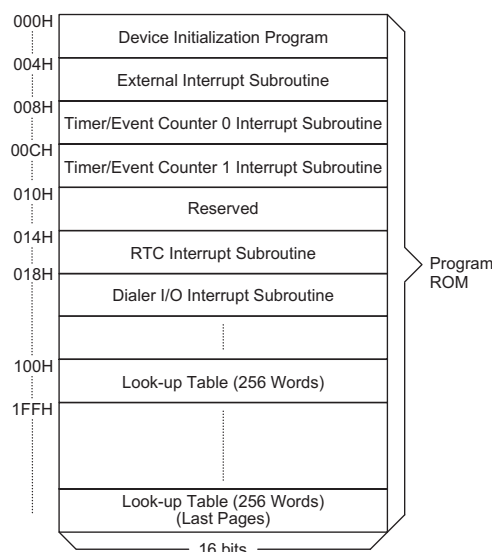 000H
Device Initialization Program
004H
External Interrupt Subroutine
008H
Timer/Event Counter 0 Interrupt Subroutine
00CH
Timer/Event Counter 1 Interrupt Subroutine
010H
Reserved
014H
RTC Interrupt Subroutine
018H
Dialer I/O Interrupt Subroutine
Program
ROM
100H
Look-up Table (256 Words)
1FFH
Look-up Table (256 Words)
(Last Pages)
16 bits